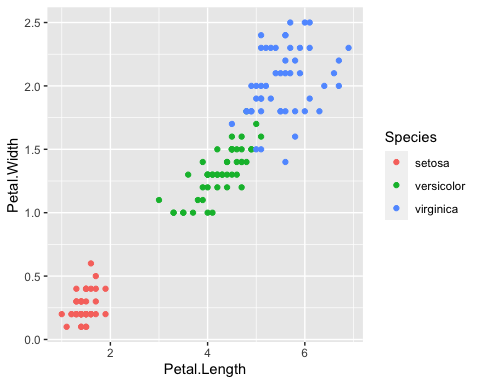 2.5
2.0
1.5
1.0
0.5
0.0
Petal.Width
2 4 6
Petal.Length
Species
setosa
versicolor
virginica